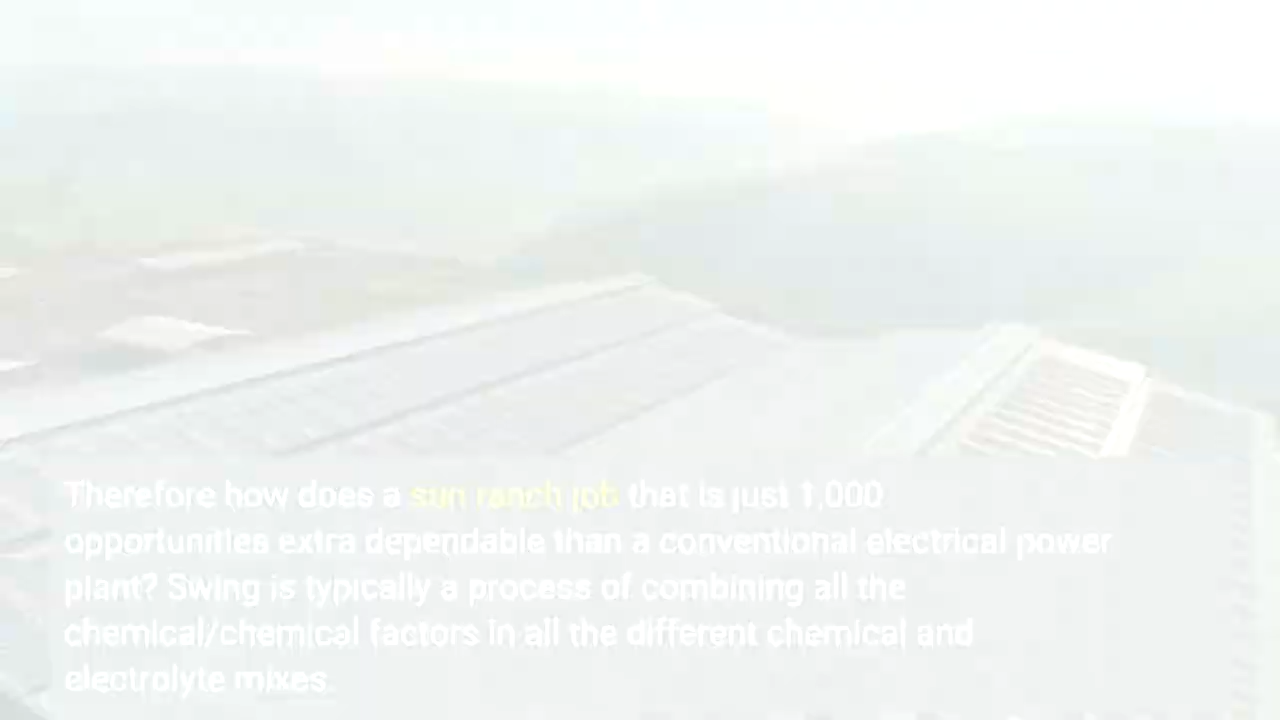 Therefore how does a sun ranch job that is just 1,000
opportunities extra dependable than a conventional electrical power
plant? Swing is typically a process of combining all the
chemical/chemical factors in all the different chemical and
electrolyte mixes.